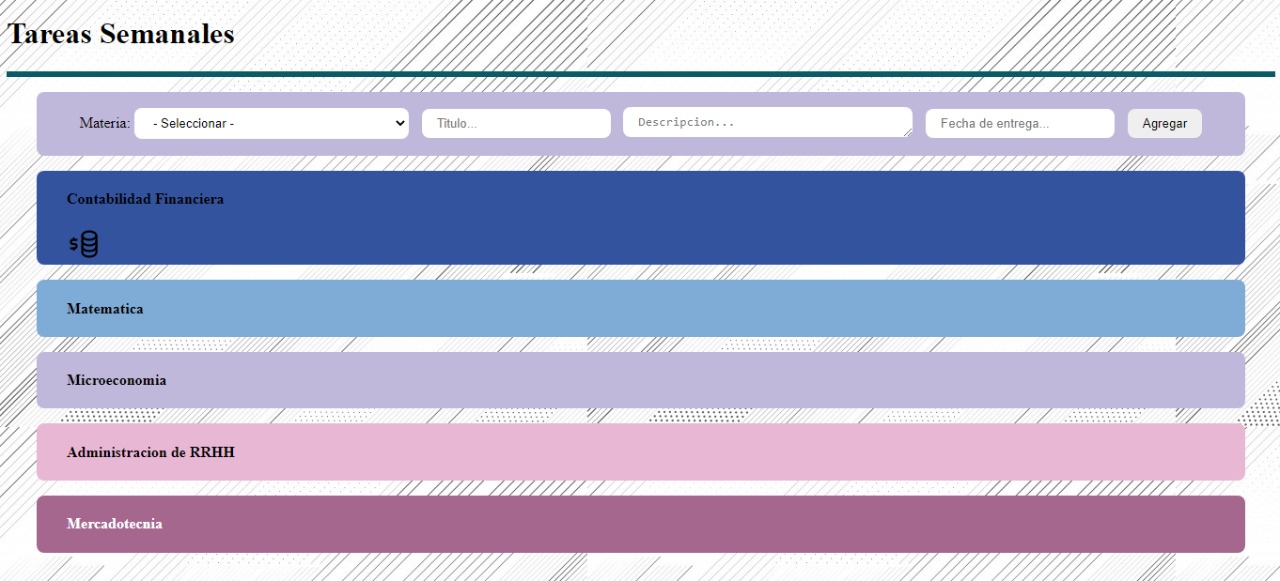 Tareas Semanales
Materia: - Seleccionar - Titulo... Descripcion... Fecha de entrega... Agregar
Contabilidad Financiera
$
Matematica
Microeconomia
Administracion de RRHH
Mercadotecnia